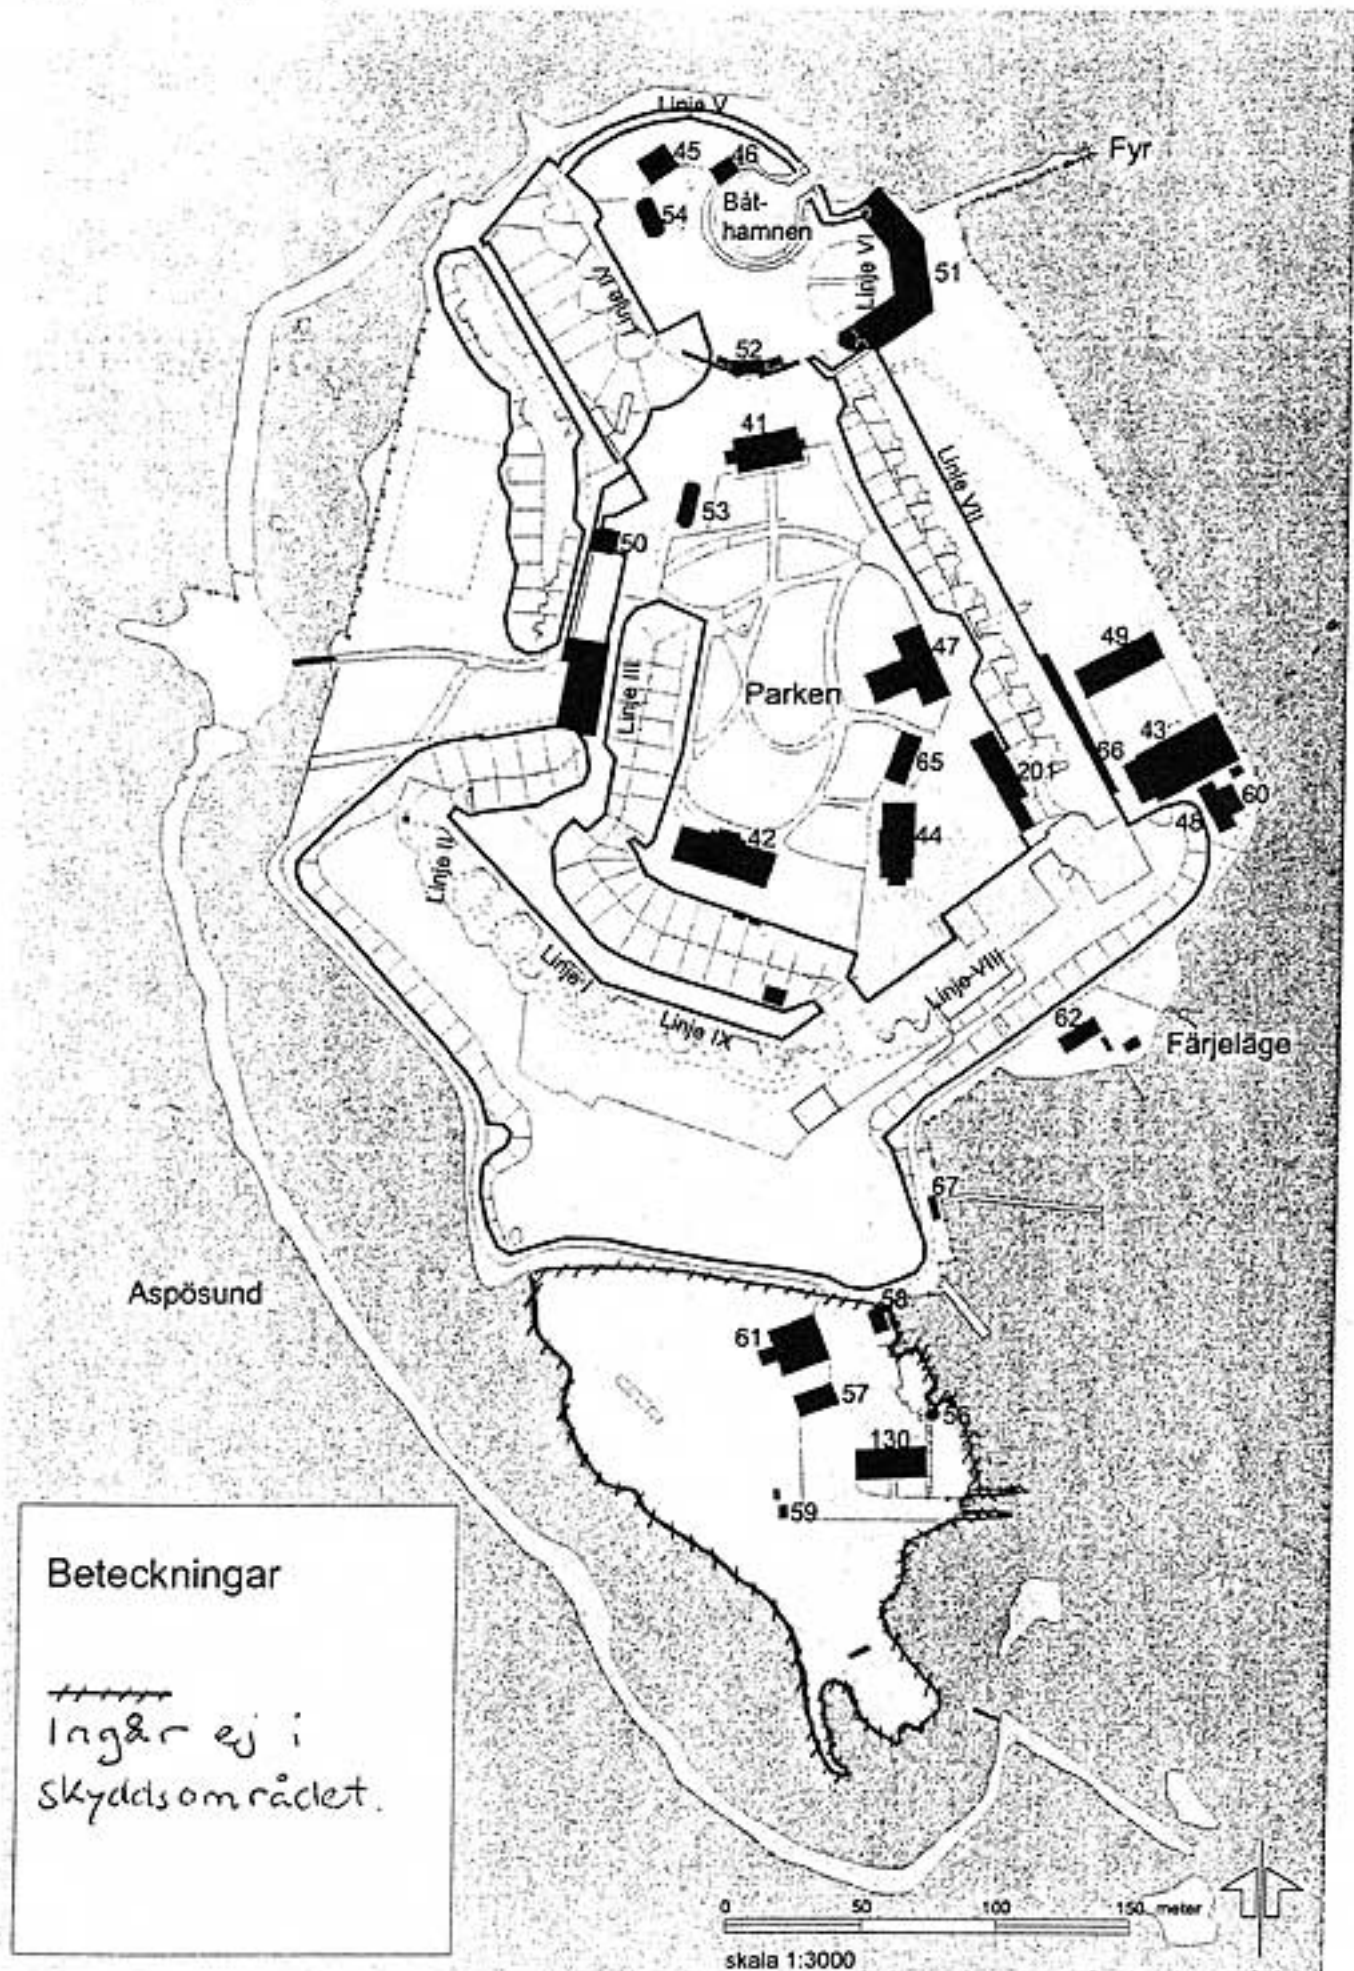 Linje V
Fyr
45
46
Båt-
hamnen
54
Linje VI
51
Linje IV
52
41
Linje VII
53
50
49
47
Linje III
Parken
43
66
65
201
60
48
44
42
Linje II
Linje I
Linje VIII
Linje IX
62
Färjeläge
67
Aspösund
58
61
57
56
130
59
Beteckningar
Ingår ej i
skyddsområdet.
0 50 100 150 meter
skala 1:3000